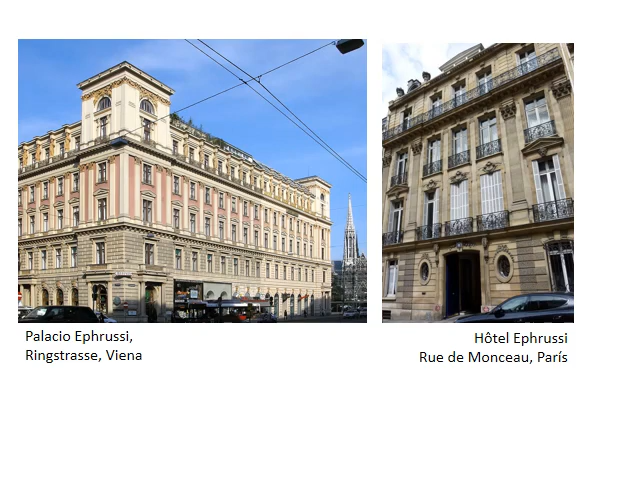 Palacio Ephrussi,
Ringstrasse, Viena
Hôtel Ephrussi
Rue de Monceau, París